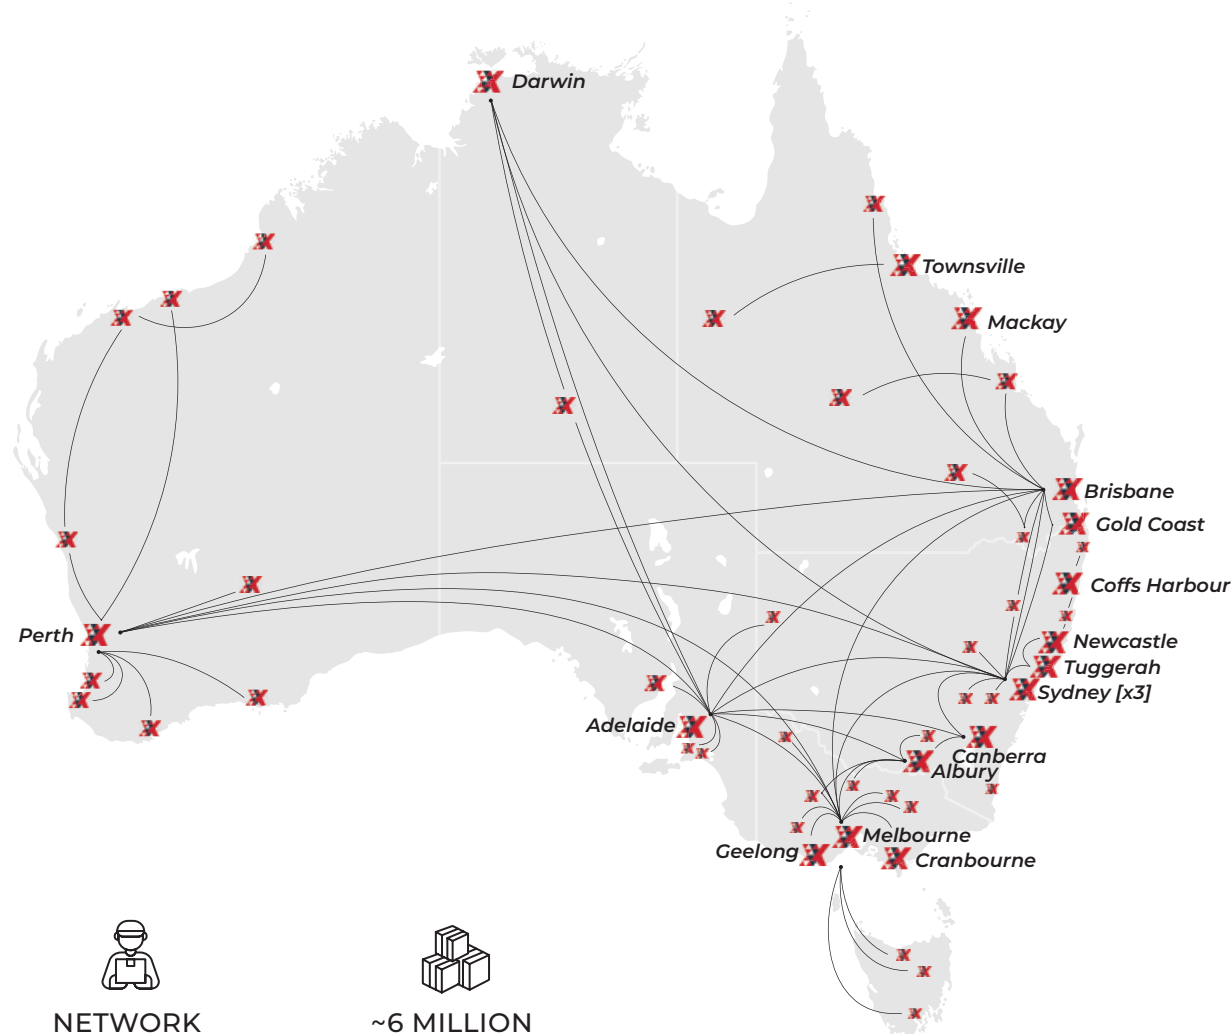 Darwin
Townsville
Mackay
Brisbane
Gold Coast
Coffs Harbour
Perth
Newcastle
Tuggerah
Sydney [x3]
Adelaide
Canberra
Albury
Melbourne
Geelong
Cranbourne
NETWORK
~6 MILLION